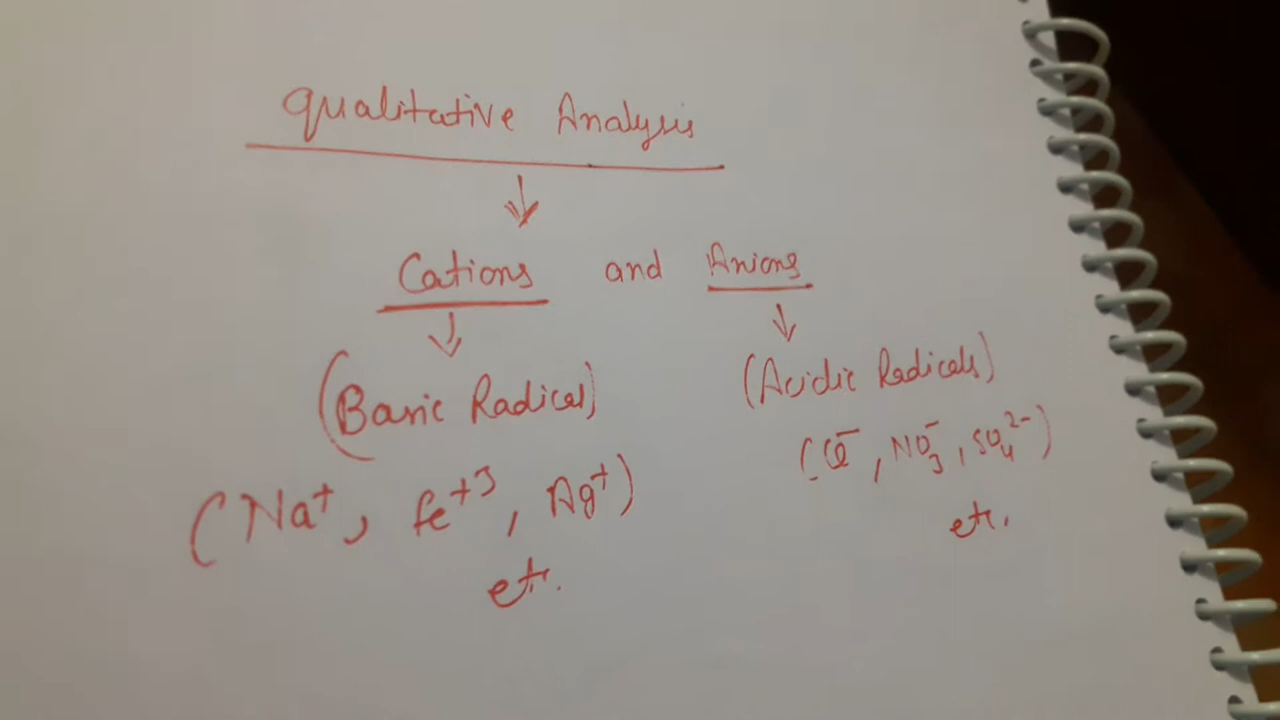 Qualitative Analysis
Cations and Anions
(Basic Radical)
(Acidic Radicals)
(Na⁺, Fe⁺³, Ag⁺)
etc.
(Cl⁻, NO₃⁻, SO₄²⁻)
etc.